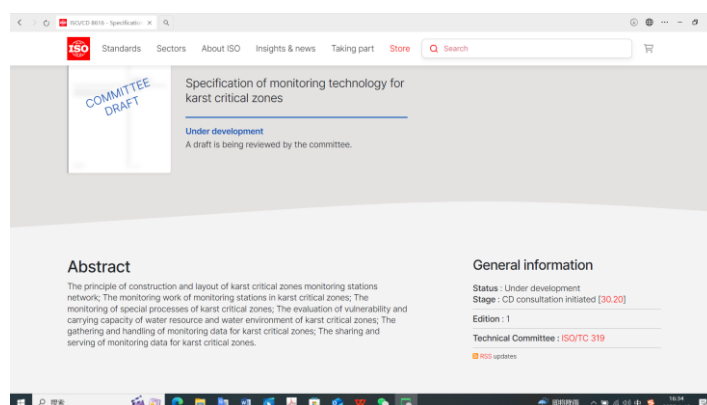 ISO/CD 8616 - Specification
ISO
Standards Sectors About ISO Insights & news Taking part Store Search
COMMITTEE
DRAFT
Specification of monitoring technology for
karst critical zones
Under development
A draft is being reviewed by the committee.
Abstract
The principle of construction and layout of karst critical zones monitoring stations
network; The monitoring work of monitoring stations in karst critical zones; The
monitoring of special processes of karst critical zones; The evaluation of vulnerability and
carrying capacity of water resource and water environment of karst critical zones; The
gathering and handling of monitoring data for karst critical zones; The sharing and
serving of monitoring data for karst critical zones.
General information
Status : Under development
Stage : CD consultation initiated [30.20]
Edition : 1
Technical Committee : ISO/TC 319
RSS updates
搜索
中
16:34